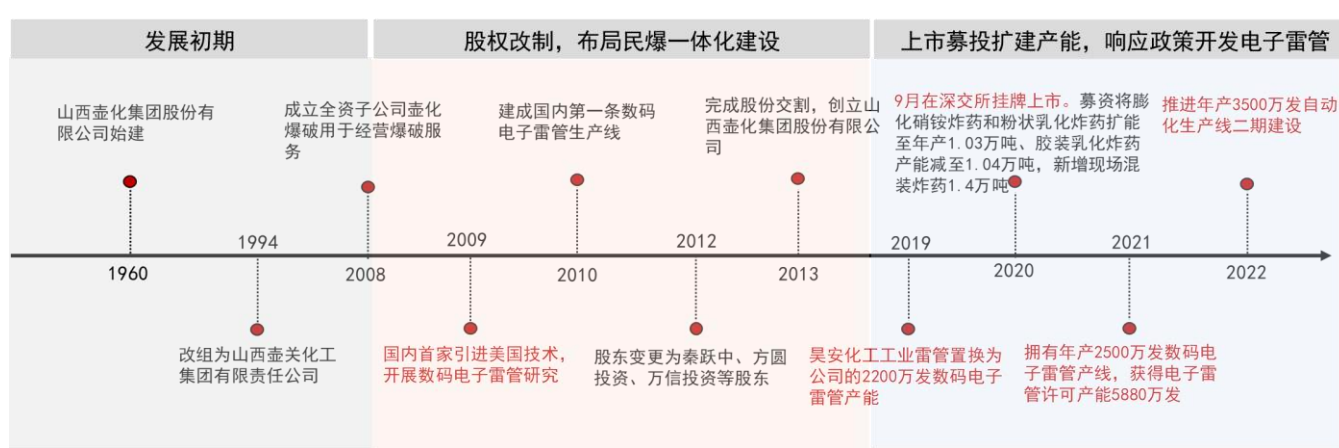 发展初期
股权改制，布局民爆一体化建设
上市募投扩建产能，响应政策开发电子雷管
山西壶化集团股份有
限公司始建
成立全资子公司壶化
爆破用于经营爆破服
务
建成国内第一条数码
电子雷管生产线
完成股份交割，创立山
西壶化集团股份有限公
司
9月在深交所挂牌上市。募资将膨
化硝铵炸药和粉状乳化炸药扩能
至年产1.03万吨、胶装乳化炸药
产能减至1.04万吨，新增现场混
装炸药1.4万吨
推进年产3500万发自动
化生产线二期建设
1994
2009
2012
2019
2021
1960
2008
2010
2013
2020
2022
改组为山西壶关化工
集团有限责任公司
国内首家引进美国技术，
开展数码电子雷管研究
股东变更为秦跃中、方圆
投资、万信投资等股东
昊安化工工业雷管置换为
公司的2200万发数码电子
雷管产能
拥有年产2500万发数码电
子雷管产线，获得电子雷
管许可产能5880万发